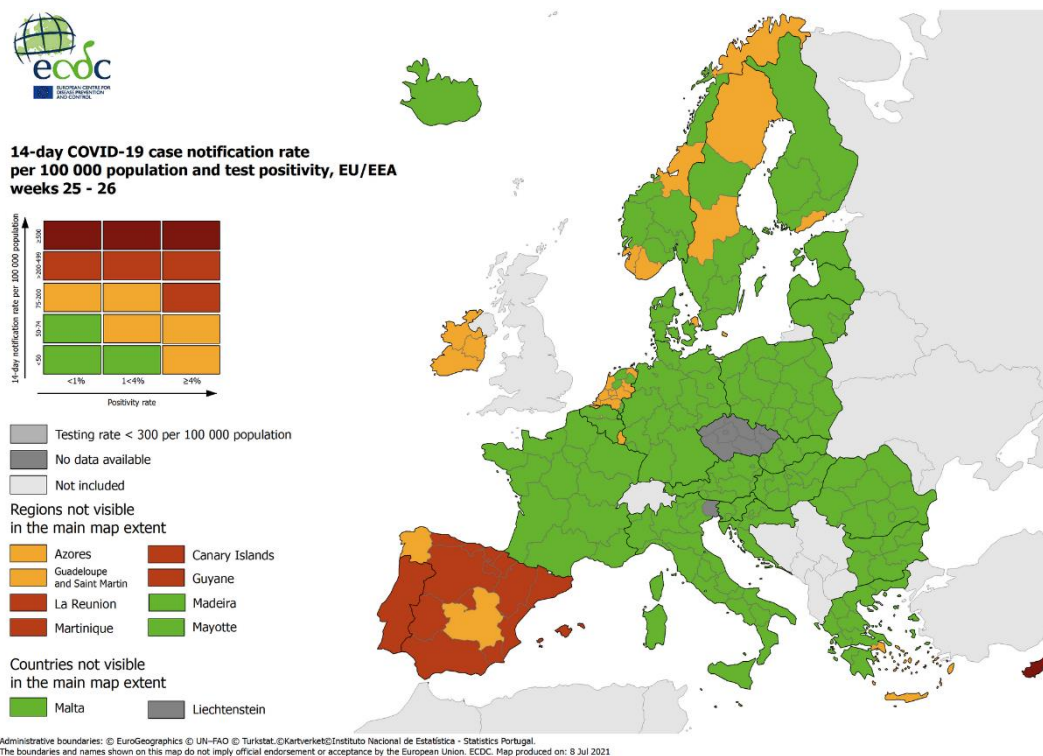 ecdc
EUROPEAN CENTRE FOR
DISEASE PREVENTION
AND CONTROL
14-day COVID-19 case notification rate
per 100 000 population and test positivity, EU/EEA
weeks 25 - 26
14-day notification rate per 100 000 population
≥500
>200-499
75-200
50-74
<50
<1%
1<4%
≥4%
Positivity rate
Testing rate < 300 per 100 000 population
No data available
Not included
Regions not visible
in the main map extent
Azores
Canary Islands
Guadeloupe
and Saint Martin
Guyane
La Reunion
Madeira
Martinique
Mayotte
Countries not visible
in the main map extent
Malta
Liechtenstein
Administrative boundaries: © EuroGeographics © UN–FAO © Turkstat.©Kartverket©Instituto Nacional de Estatística - Statistics Portugal.
The boundaries and names shown on this map do not imply official endorsement or acceptance by the European Union. ECDC. Map produced on: 8 Jul 2021